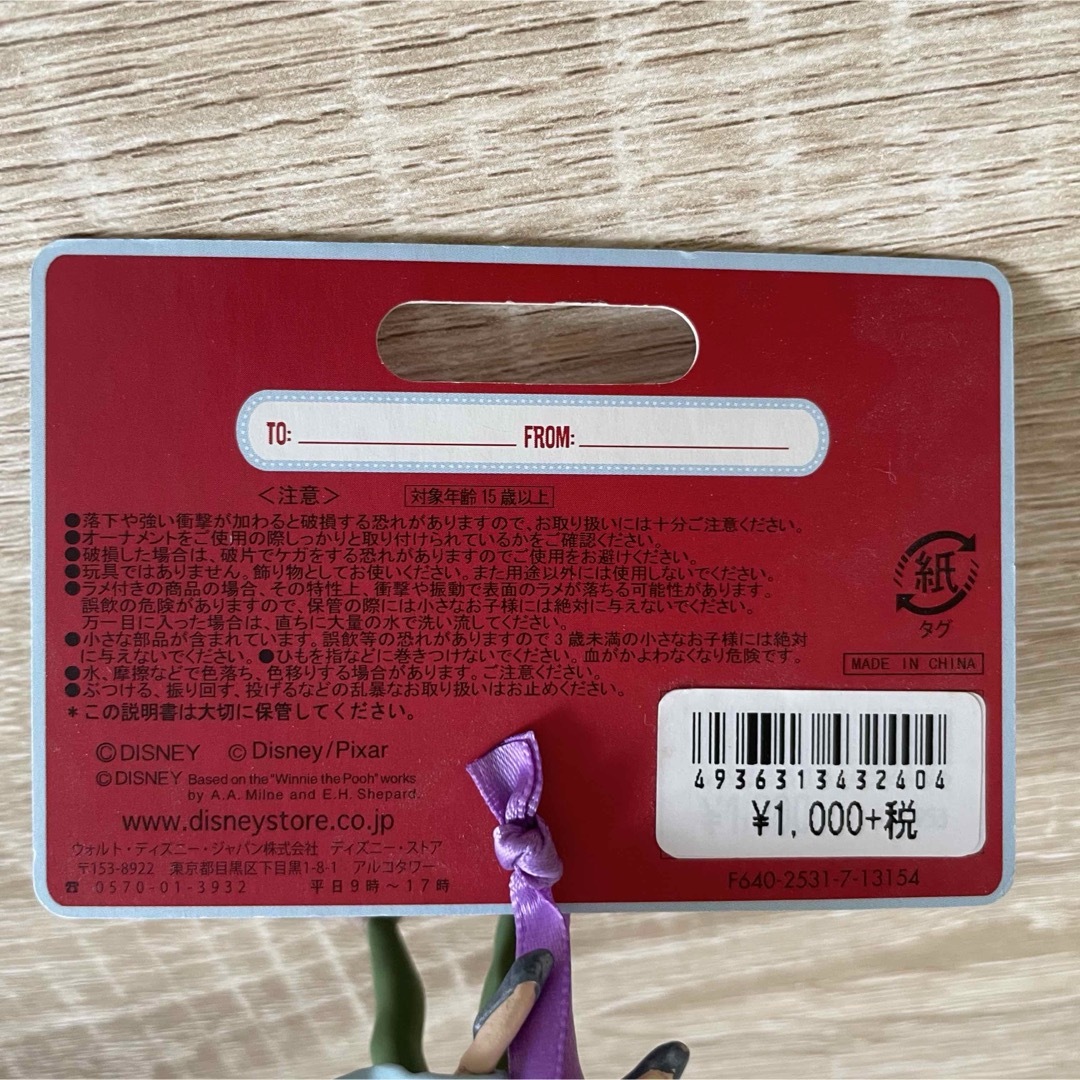 TO: FROM:
<注意> 対象年齢15歳以上
●落下や強い衝撃が加わると破損する恐れがありますので、お取り扱いには十分ご注意ください。
●オーナメントをご使用の際しっかりと取り付けられているかをご確認ください。
●破損した場合は、破片でケガをする恐れがありますのでご使用をお避けください。
●玩具ではありません。飾り物としてお使いください。また用途以外には使用しないでください。
●ラメ付きの商品の場合、その特性上、衝撃や振動で表面のラメが落ちる可能性があります。
誤飲の危険がありますので、保管の際には小さなお子様には絶対に与えないでください。
万一目に入った場合は、直ちに大量の水で洗い流してください。
●小さな部品が含まれています。誤飲等の恐れがありますので3歳未満の小さなお子様には絶対
に与えないでください。●ひもを指などに巻きつけないでください。血がかよわなくなり危険です。
●水、摩擦などで色落ち、色移りする場合があります。ご注意ください。
●ぶつける、振り回す、投げるなどの乱暴なお取り扱いはお止めください。
*この説明書は大切に保管してください。
紙
タグ
MADE IN CHINA
©DISNEY ©Disney/Pixar
©DISNEY Based on the "Winnie the Pooh" works
by A.A. Milne and E.H. Shepard.
www.disneystore.co.jp
ウォルト・ディズニー・ジャパン株式会社 ディズニー・ストア
〒153-8922 東京都目黒区下目黒1-8-1 アルコタワー
☎ 0570-01-3932 平日9時〜17時
4936313432404
¥1,000+税
F640-2531-7-13154